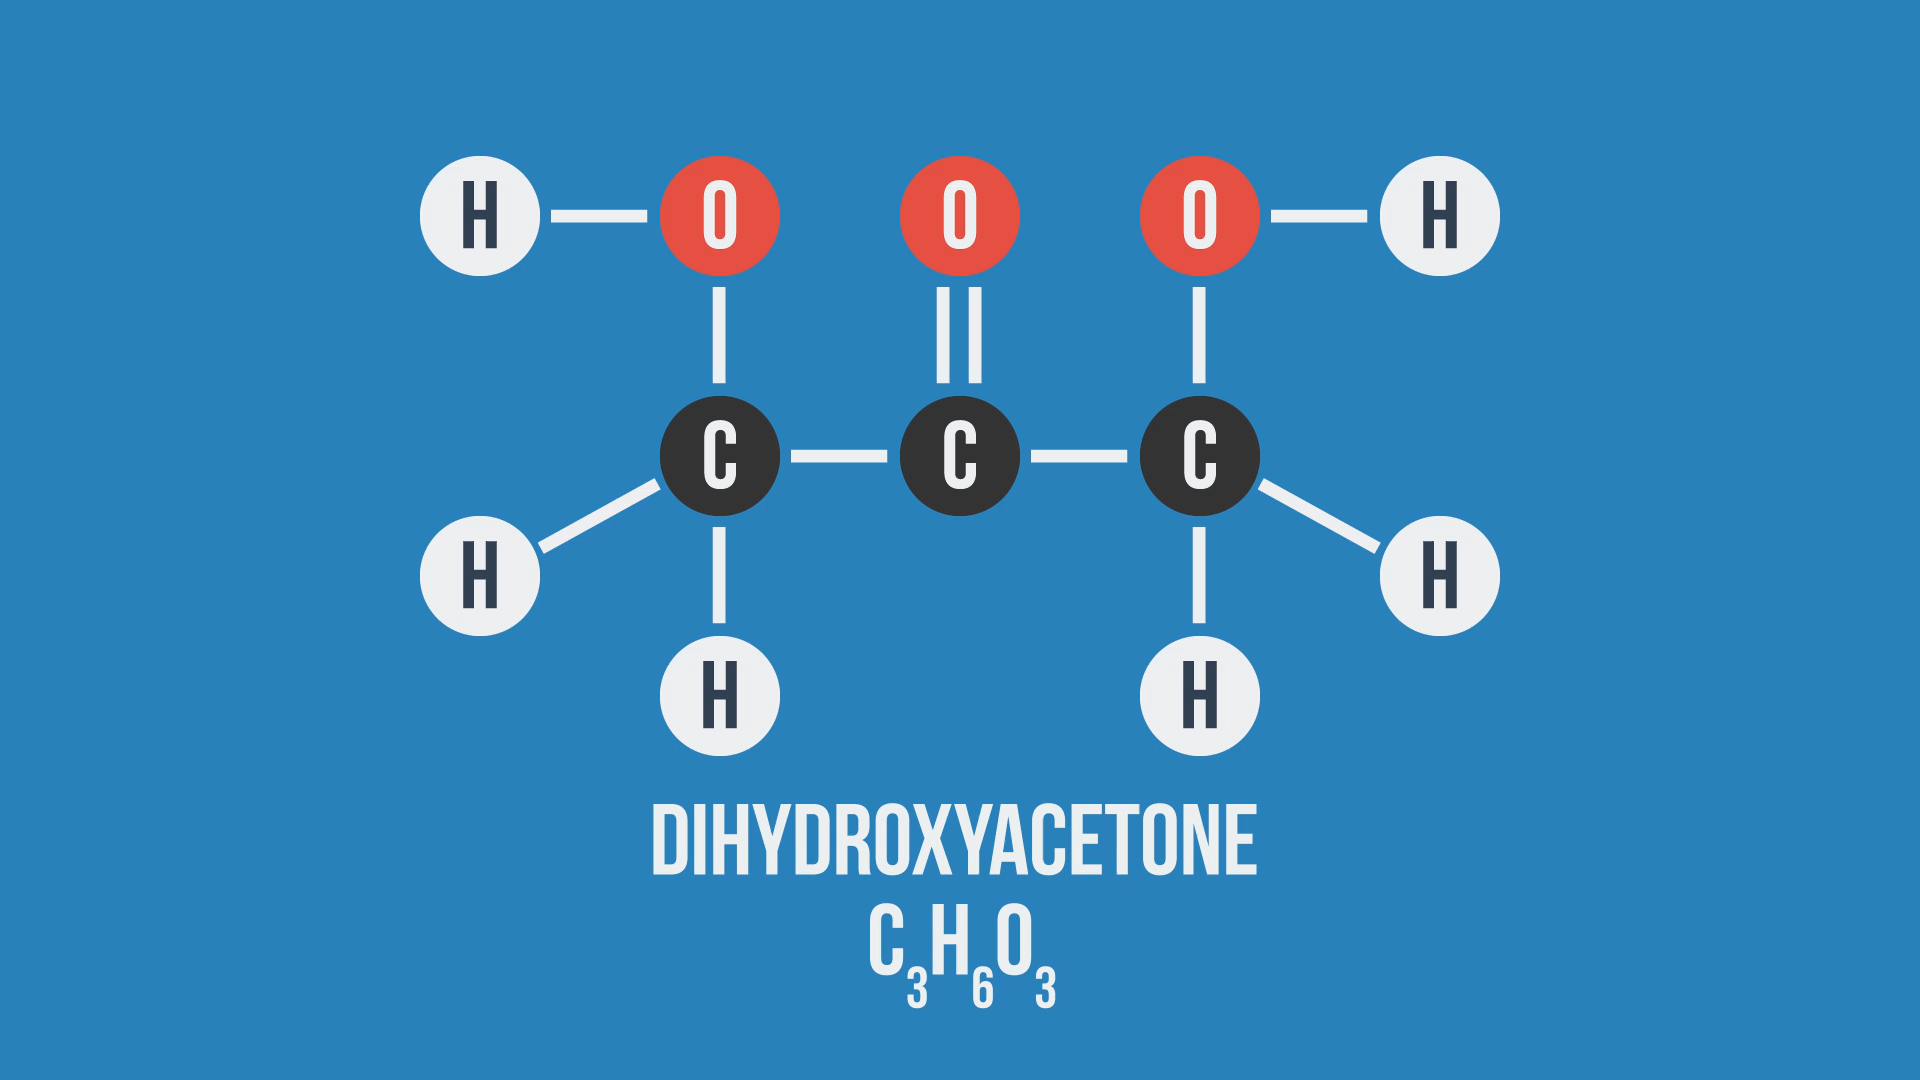 H O O O H
C C C
H H
H H
DIHYDROXYACETONE
C₃H₆O₃